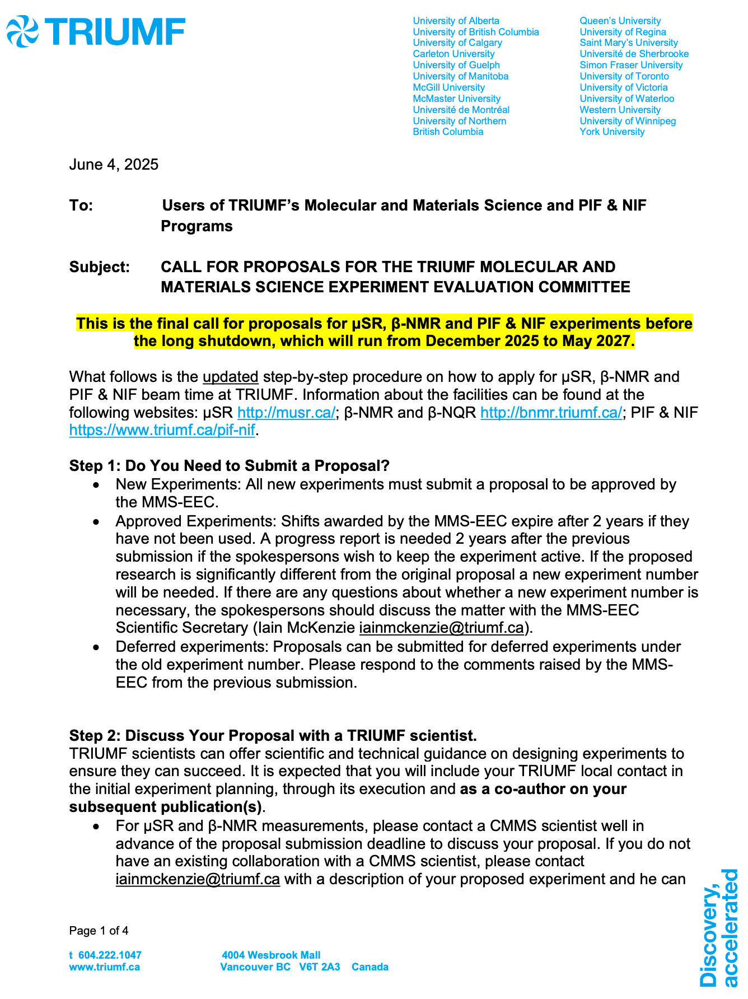 TRIUMF
University of Alberta
University of British Columbia
University of Calgary
Carleton University
University of Guelph
University of Manitoba
McGill University
McMaster University
Université de Montréal
University of Northern
British Columbia
Queen's University
University of Regina
Saint Mary's University
Université de Sherbrooke
Simon Fraser University
University of Toronto
University of Victoria
University of Waterloo
Western University
University of Winnipeg
York University
June 4, 2025
To: Users of TRIUMF's Molecular and Materials Science and PIF & NIF
Programs
Subject: CALL FOR PROPOSALS FOR THE TRIUMF MOLECULAR AND
MATERIALS SCIENCE EXPERIMENT EVALUATION COMMITTEE
This is the final call for proposals for µSR, β-NMR and PIF & NIF experiments before
the long shutdown, which will run from December 2025 to May 2027.
What follows is the updated step-by-step procedure on how to apply for µSR, β-NMR and
PIF & NIF beam time at TRIUMF. Information about the facilities can be found at the
following websites: µSR http://musr.ca/; β-NMR and β-NQR http://bnmr.triumf.ca/; PIF & NIF
https://www.triumf.ca/pif-nif.
Step 1: Do You Need to Submit a Proposal?
• New Experiments: All new experiments must submit a proposal to be approved by
the MMS-EEC.
• Approved Experiments: Shifts awarded by the MMS-EEC expire after 2 years if they
have not been used. A progress report is needed 2 years after the previous
submission if the spokespersons wish to keep the experiment active. If the proposed
research is significantly different from the original proposal a new experiment number
will be needed. If there are any questions about whether a new experiment number is
necessary, the spokespersons should discuss the matter with the MMS-EEC
Scientific Secretary (Iain McKenzie iainmckenzie@triumf.ca).
• Deferred experiments: Proposals can be submitted for deferred experiments under
the old experiment number. Please respond to the comments raised by the MMS-
EEC from the previous submission.
Step 2: Discuss Your Proposal with a TRIUMF scientist.
TRIUMF scientists can offer scientific and technical guidance on designing experiments to
ensure they can succeed. It is expected that you will include your TRIUMF local contact in
the initial experiment planning, through its execution and as a co-author on your
subsequent publication(s).
• For µSR and β-NMR measurements, please contact a CMMS scientist well in
advance of the proposal submission deadline to discuss your proposal. If you do not
have an existing collaboration with a CMMS scientist, please contact
iainmckenzie@triumf.ca with a description of your proposed experiment and he can
Page 1 of 4
t 604.222.1047
www.triumf.ca
4004 Wesbrook Mall
Vancouver BC V6T 2A3 Canada
Discovery,
accelerated